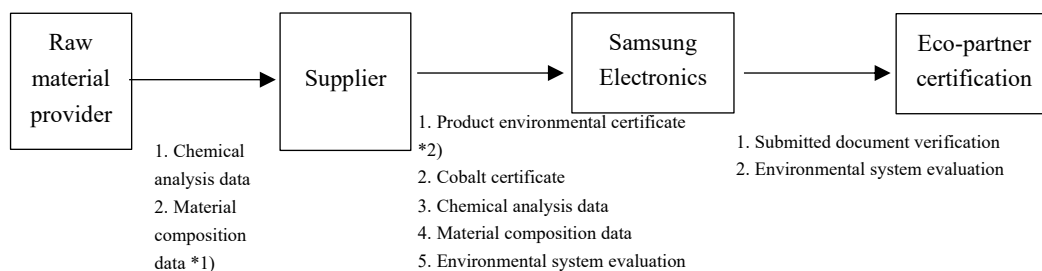 Raw
material
provider
Supplier
Samsung
Electronics
Eco-partner
certification
1. Chemical
analysis data
2. Material
composition
data *1)
1. Product environmental certificate
*2)
2. Cobalt certificate
3. Chemical analysis data
4. Material composition data
5. Environmental system evaluation
1. Submitted document verification
2. Environmental system evaluation